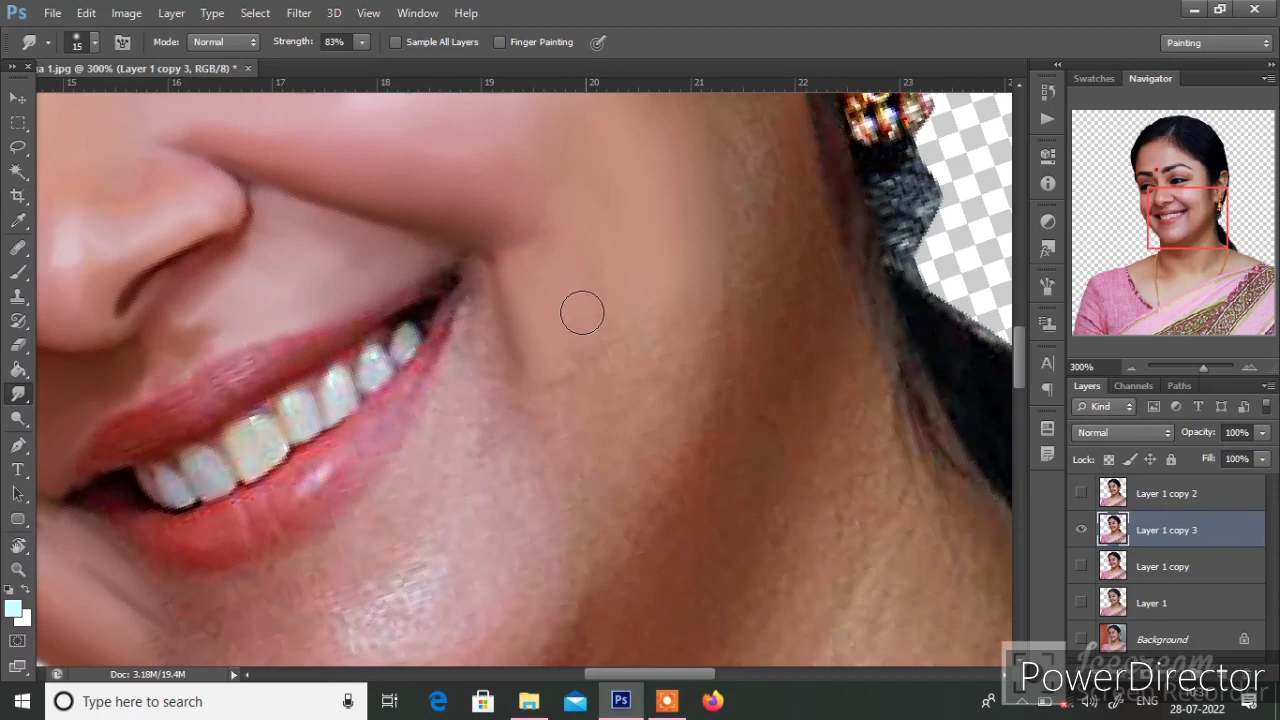 Ps File Edit Image Layer Type Select Filter 3D View Window Help
15 Mode: Normal Strength: 83% Sample All Layers Finger Painting Painting
a 1.jpg @ 300% (Layer 1 copy 3, RGB/8) * ×
15 16 17 18 19 20 21 22 23
Swatches Navigator
300%
Layers Channels Paths
Kind
Normal Opacity: 100%
Lock: Fill: 100%
Layer 1 copy 2
Layer 1 copy 3
Layer 1 copy
Layer 1
Background
Doc: 3.18M/19.4M
Icecream
PowerDirector
Type here to search
ENG
28-07-2022